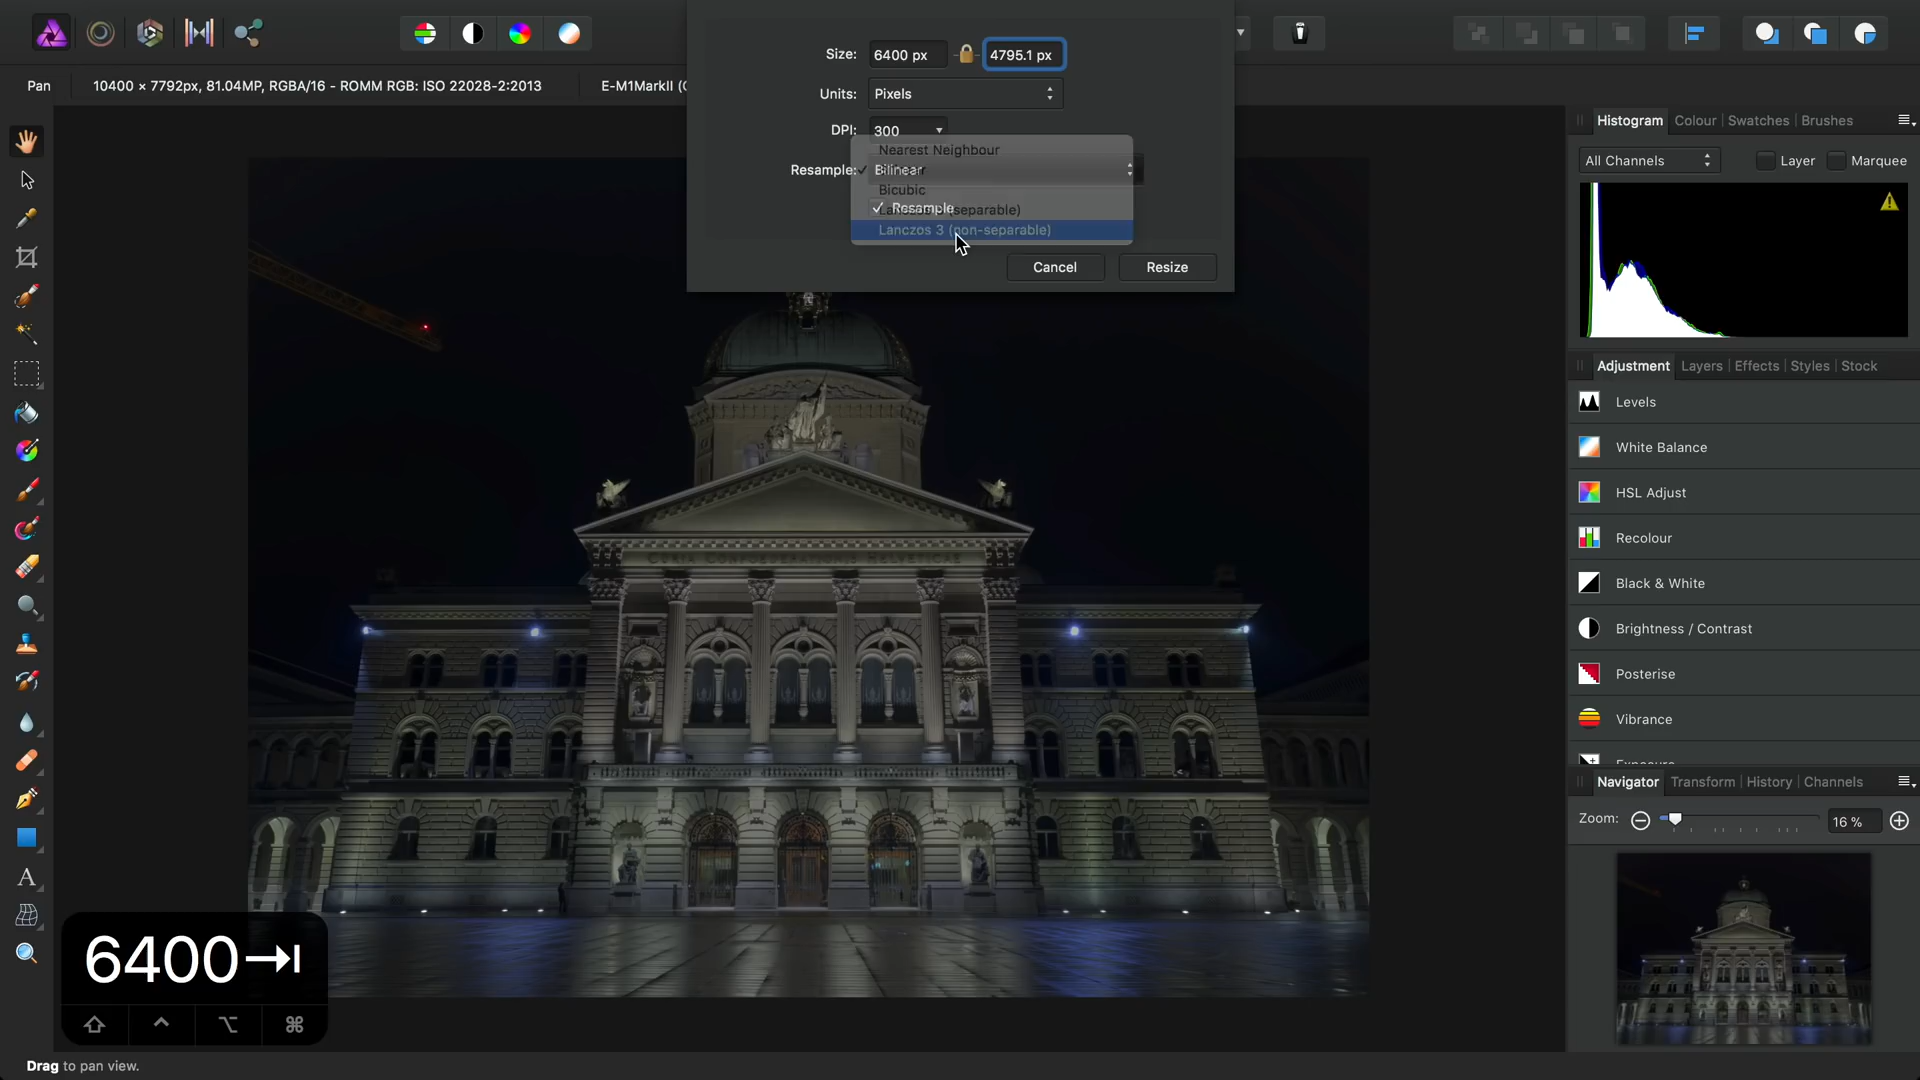 Size: 6400 px 4795.1 px
Pan 10400 × 7792px, 81.04MP, RGBA/16 - ROMM RGB: ISO 22028-2:2013 E-M1MarkII (
Units: Pixels
DPI: 300
Nearest Neighbour
Resample: Bilinear
Bicubic
Resample (separable)
Lanczos 3 (non-separable)
Cancel Resize
Histogram Colour Swatches Brushes
All Channels Layer Marquee
Adjustment Layers Effects Styles Stock
Levels
White Balance
HSL Adjust
Recolour
Black & White
Brightness / Contrast
Posterise
Vibrance
Exposure
Navigator Transform History Channels
Zoom: 16 %
6400
Drag to pan view.